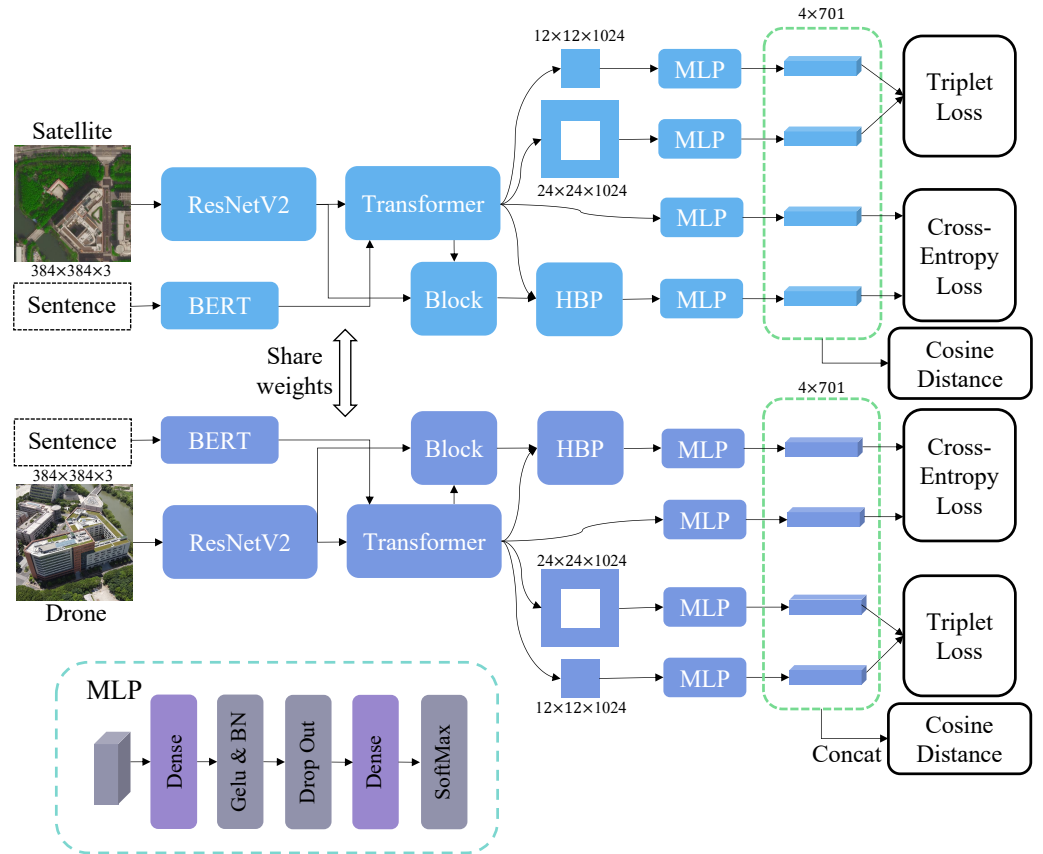 4×701
12×12×1024
MLP
Triplet
Loss
Satellite
MLP
24×24×1024
ResNetV2
Transformer
MLP
Cross-
Entropy
Loss
384×384×3
Sentence
BERT
Block
HBP
MLP
Share
weights
Cosine
Distance
4×701
Sentence
BERT
Block
HBP
MLP
Cross-
Entropy
Loss
384×384×3
ResNetV2
Transformer
MLP
24×24×1024
Drone
MLP
Triplet
Loss
MLP
12×12×1024
Concat
Cosine
Distance
MLP
Dense
Gelu & BN
Drop Out
Dense
SoftMax